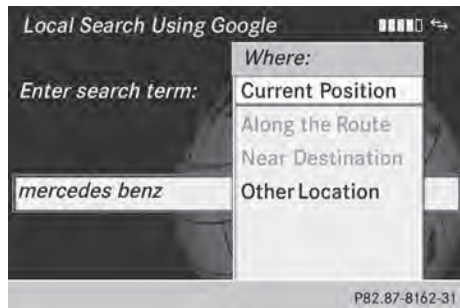 Local Search Using Google
Where:
Enter search term:
Current Position
Along the Route
Near Destination
mercedes benz
Other Location
P82.87-8162-31